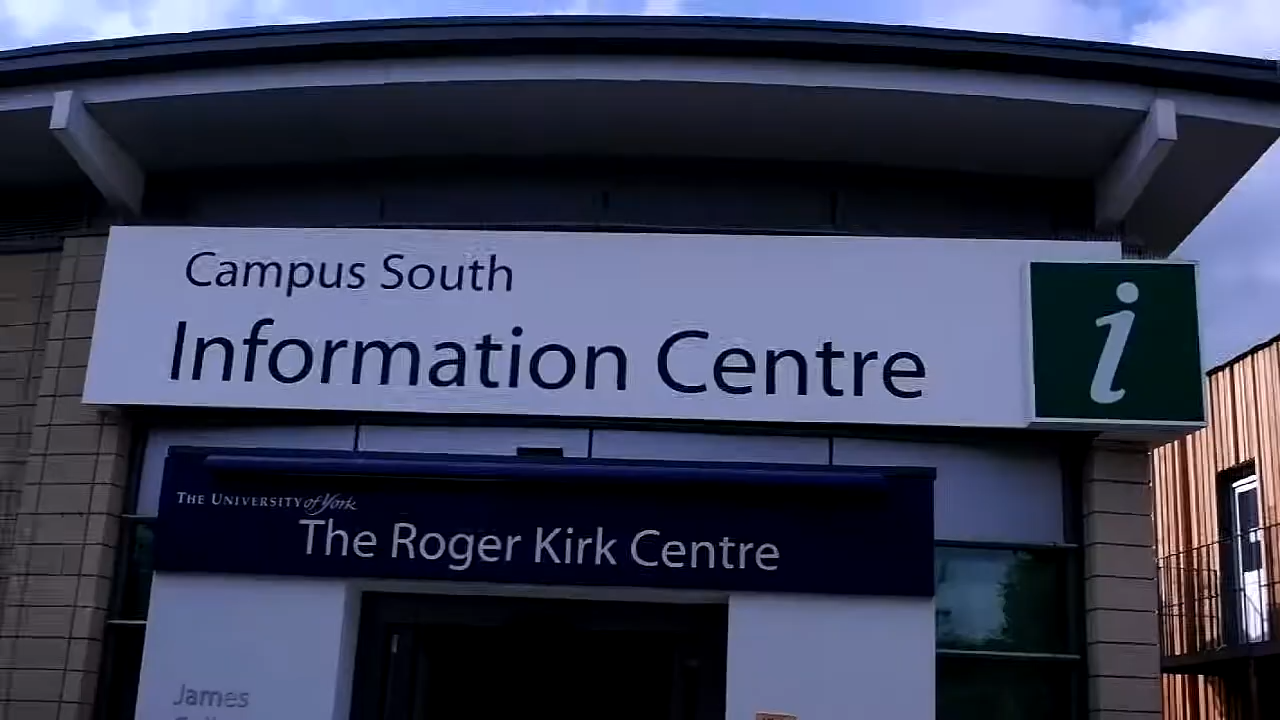 Campus South
Information Centre
i
THE UNIVERSITY of York
The Roger Kirk Centre
James